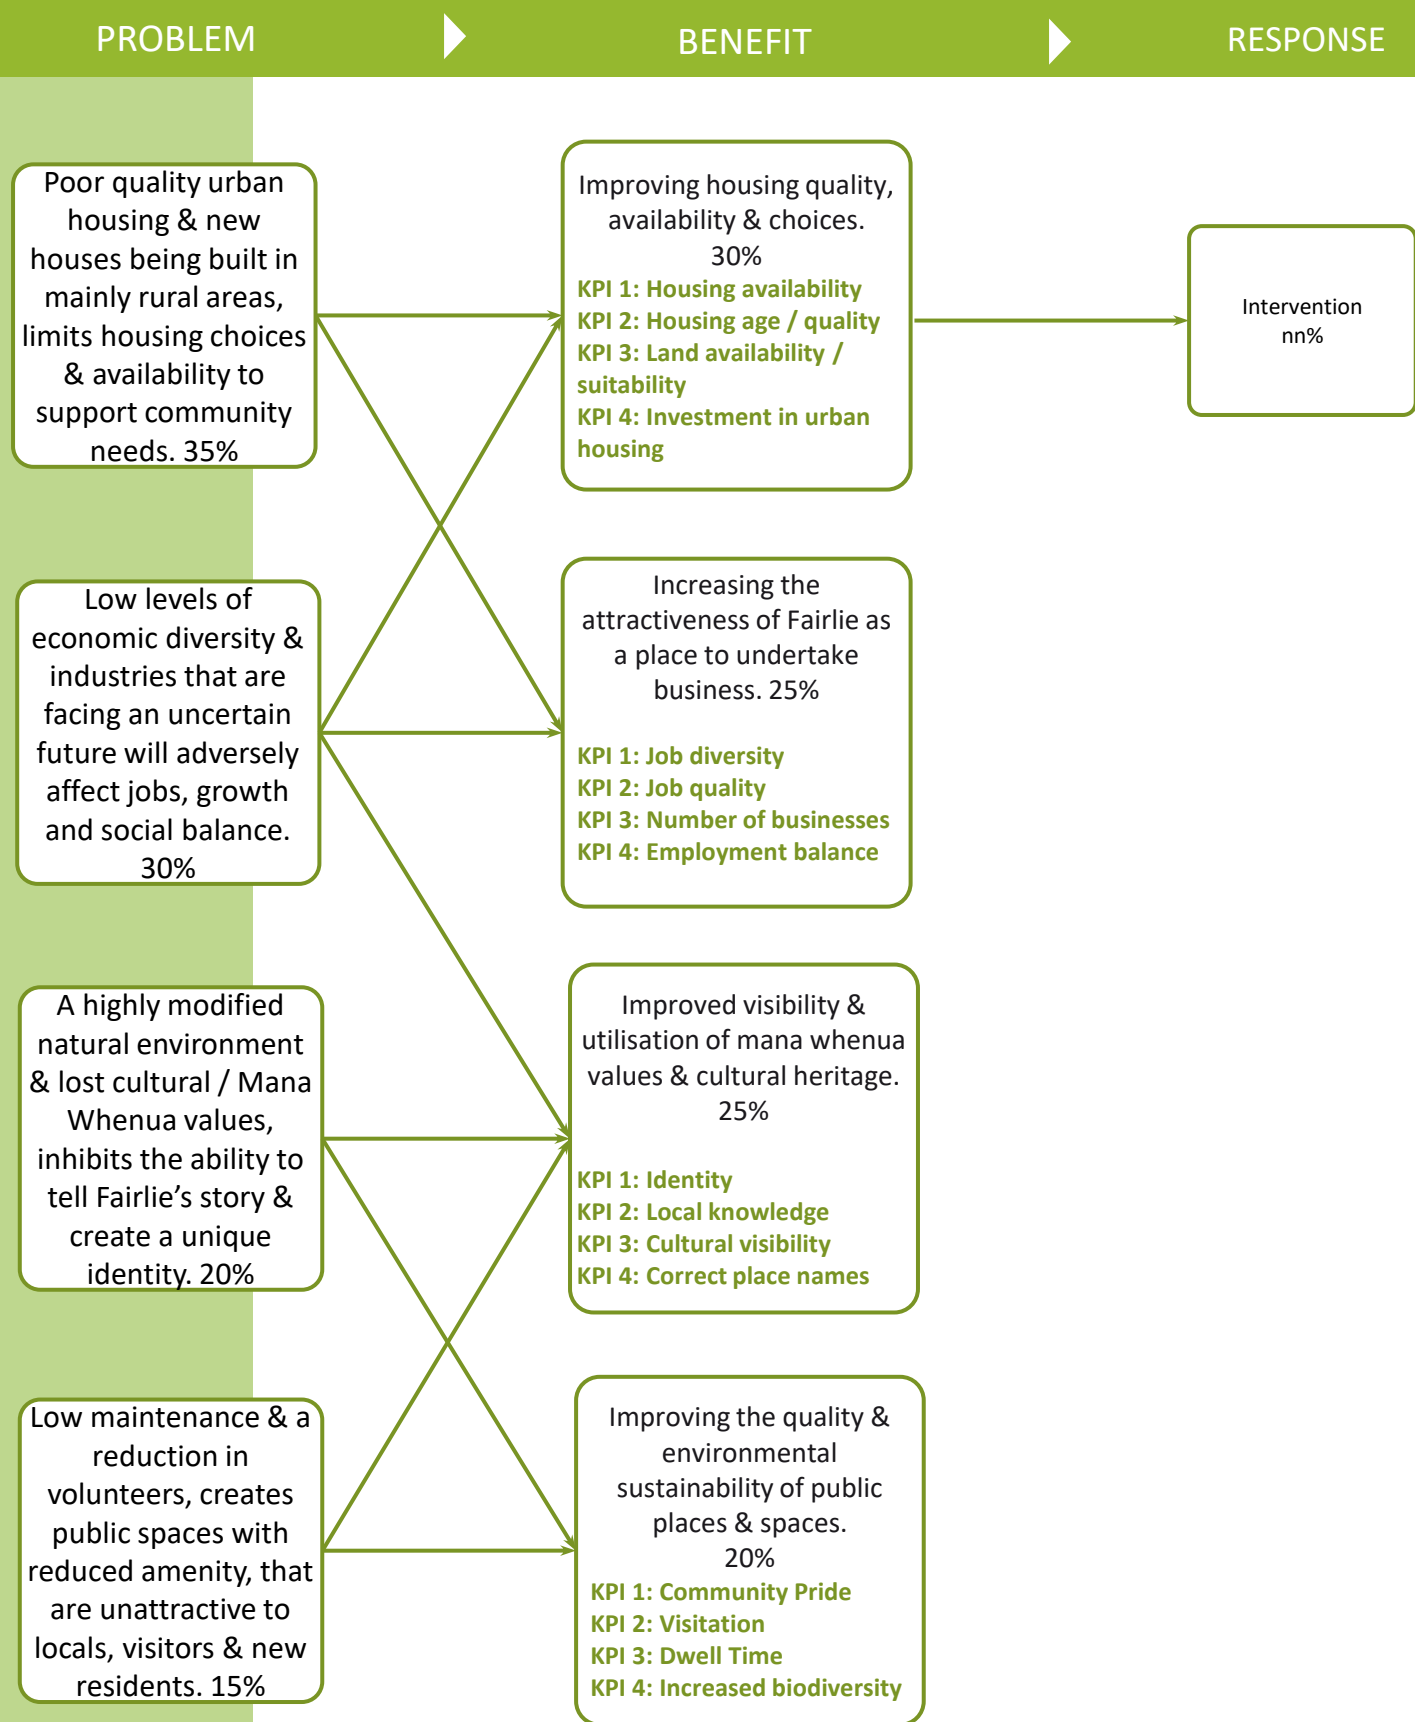 PROBLEM
BENEFIT
RESPONSE
Poor quality urban
housing & new
houses being built in
mainly rural areas,
limits housing choices
& availability to
support community
needs. 35%
Improving housing quality,
availability & choices.
30%
KPI 1: Housing availability
KPI 2: Housing age / quality
KPI 3: Land availability /
suitability
KPI 4: Investment in urban
housing
Intervention
nn%
Low levels of
economic diversity &
industries that are
facing an uncertain
future will adversely
affect jobs, growth
and social balance.
30%
Increasing the
attractiveness of Fairlie as
a place to undertake
business. 25%
KPI 1: Job diversity
KPI 2: Job quality
KPI 3: Number of businesses
KPI 4: Employment balance
A highly modified
natural environment
& lost cultural / Mana
Whenua values,
inhibits the ability to
tell Fairlie’s story &
create a unique
identity. 20%
Improved visibility &
utilisation of mana whenua
values & cultural heritage.
25%
KPI 1: Identity
KPI 2: Local knowledge
KPI 3: Cultural visibility
KPI 4: Correct place names
Low maintenance & a
reduction in
volunteers, creates
public spaces with
reduced amenity, that
are unattractive to
locals, visitors & new
residents. 15%
Improving the quality &
environmental
sustainability of public
places & spaces.
20%
KPI 1: Community Pride
KPI 2: Visitation
KPI 3: Dwell Time
KPI 4: Increased biodiversity